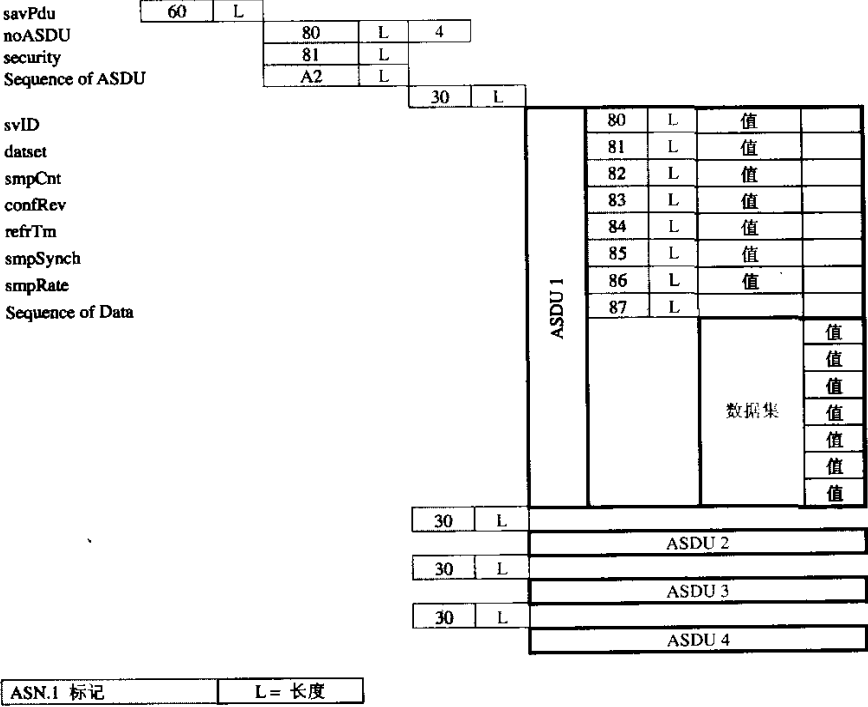 savPdu 60 L
noASDU 80 L 4
security 81 L
Sequence of ASDU A2 L
30 L
svID 80 L 值
datset 81 L 值
smpCnt 82 L 值
confRev 83 L 值
refrTm 84 L 值
smpSynch 85 L 值
smpRate 86 L 值
Sequence of Data 87 L
ASDU 1
值
值
值
数据集 值
值
值
值
30 L
ASDU 2
30 L
ASDU 3
30 L
ASDU 4
ASN.1 标记 L= 长度